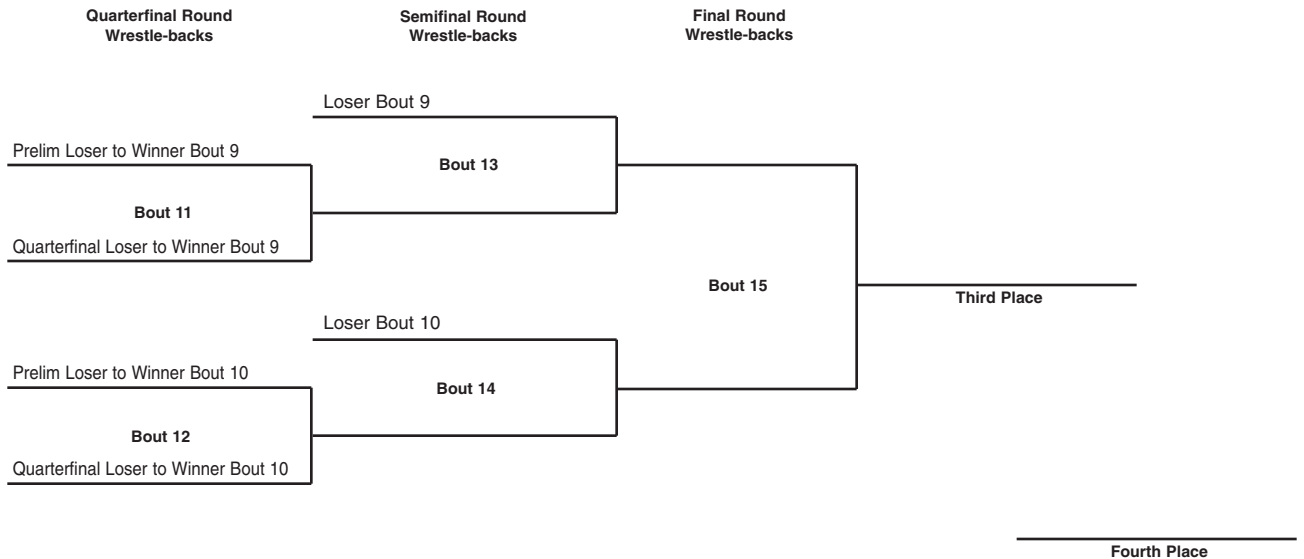 Quarterfinal Round
Wrestle-backs
Semifinal Round
Wrestle-backs
Final Round
Wrestle-backs
Loser Bout 9
Prelim Loser to Winner Bout 9
Bout 13
Bout 11
Quarterfinal Loser to Winner Bout 9
Bout 15
Third Place
Loser Bout 10
Prelim Loser to Winner Bout 10
Bout 14
Bout 12
Quarterfinal Loser to Winner Bout 10
Fourth Place